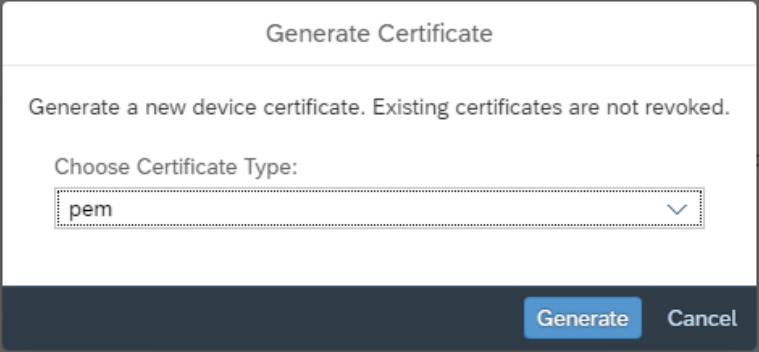 Generate Certificate
Generate a new device certificate. Existing certificates are not revoked.
Choose Certificate Type:
pem
Generate Cancel